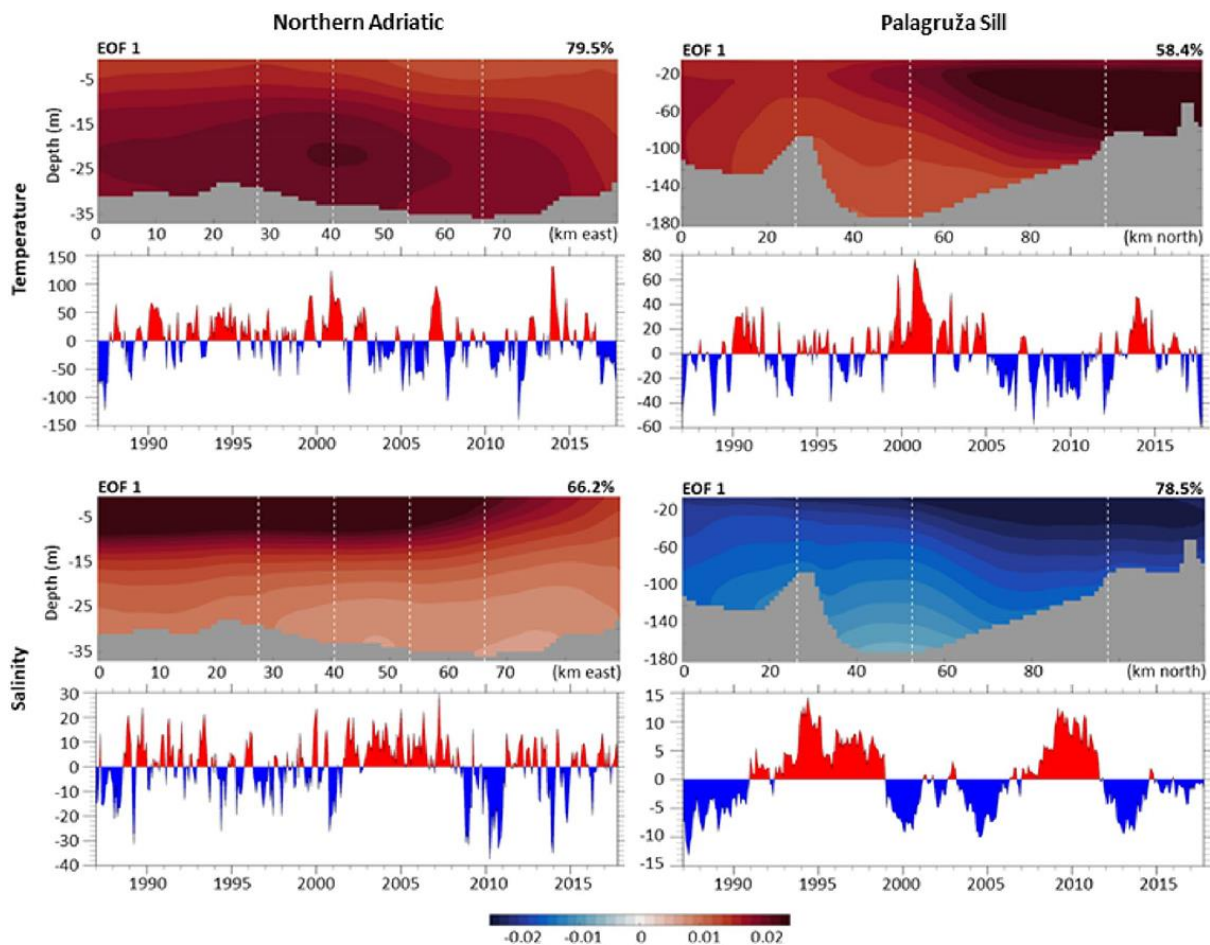 Northern Adriatic
Palagruža Sill
EOF 1 79.5%
EOF 1 58.4%
Temperature
Depth (m)
-5
-15
-25
-35
0 10 20 30 40 50 60 70 (km east)
-20
-60
-100
-140
-180
0 20 40 60 80 (km north)
150
100
50
0
-50
-100
-150
1990 1995 2000 2005 2010 2015
80
60
40
20
0
-20
-40
-60
1990 1995 2000 2005 2010 2015
EOF 1 66.2%
EOF 1 78.5%
Salinity
Depth (m)
-5
-15
-25
-35
0 10 20 30 40 50 60 70 (km east)
-20
-60
-100
-140
-180
0 20 40 60 80 (km north)
30
20
10
0
-10
-20
-30
-40
1990 1995 2000 2005 2010 2015
15
10
5
0
-5
-10
-15
1990 1995 2000 2005 2010 2015
-0.02 -0.01 0 0.01 0.02